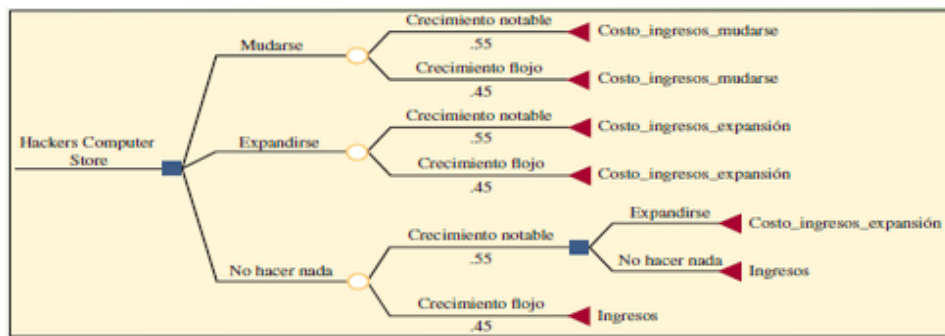 Crecimiento notable
Mudarse
.55
Costo_ingresos_mudarse
Crecimiento flojo
.45
Costo_ingresos_mudarse
Hackers Computer
Store
Expandirse
Crecimiento notable
.55
Costo_ingresos_expansión
Crecimiento flojo
.45
Costo_ingresos_expansión
No hacer nada
Crecimiento notable
.55
Expandirse
Costo_ingresos_expansión
No hacer nada
Ingresos
Crecimiento flojo
.45
Ingresos